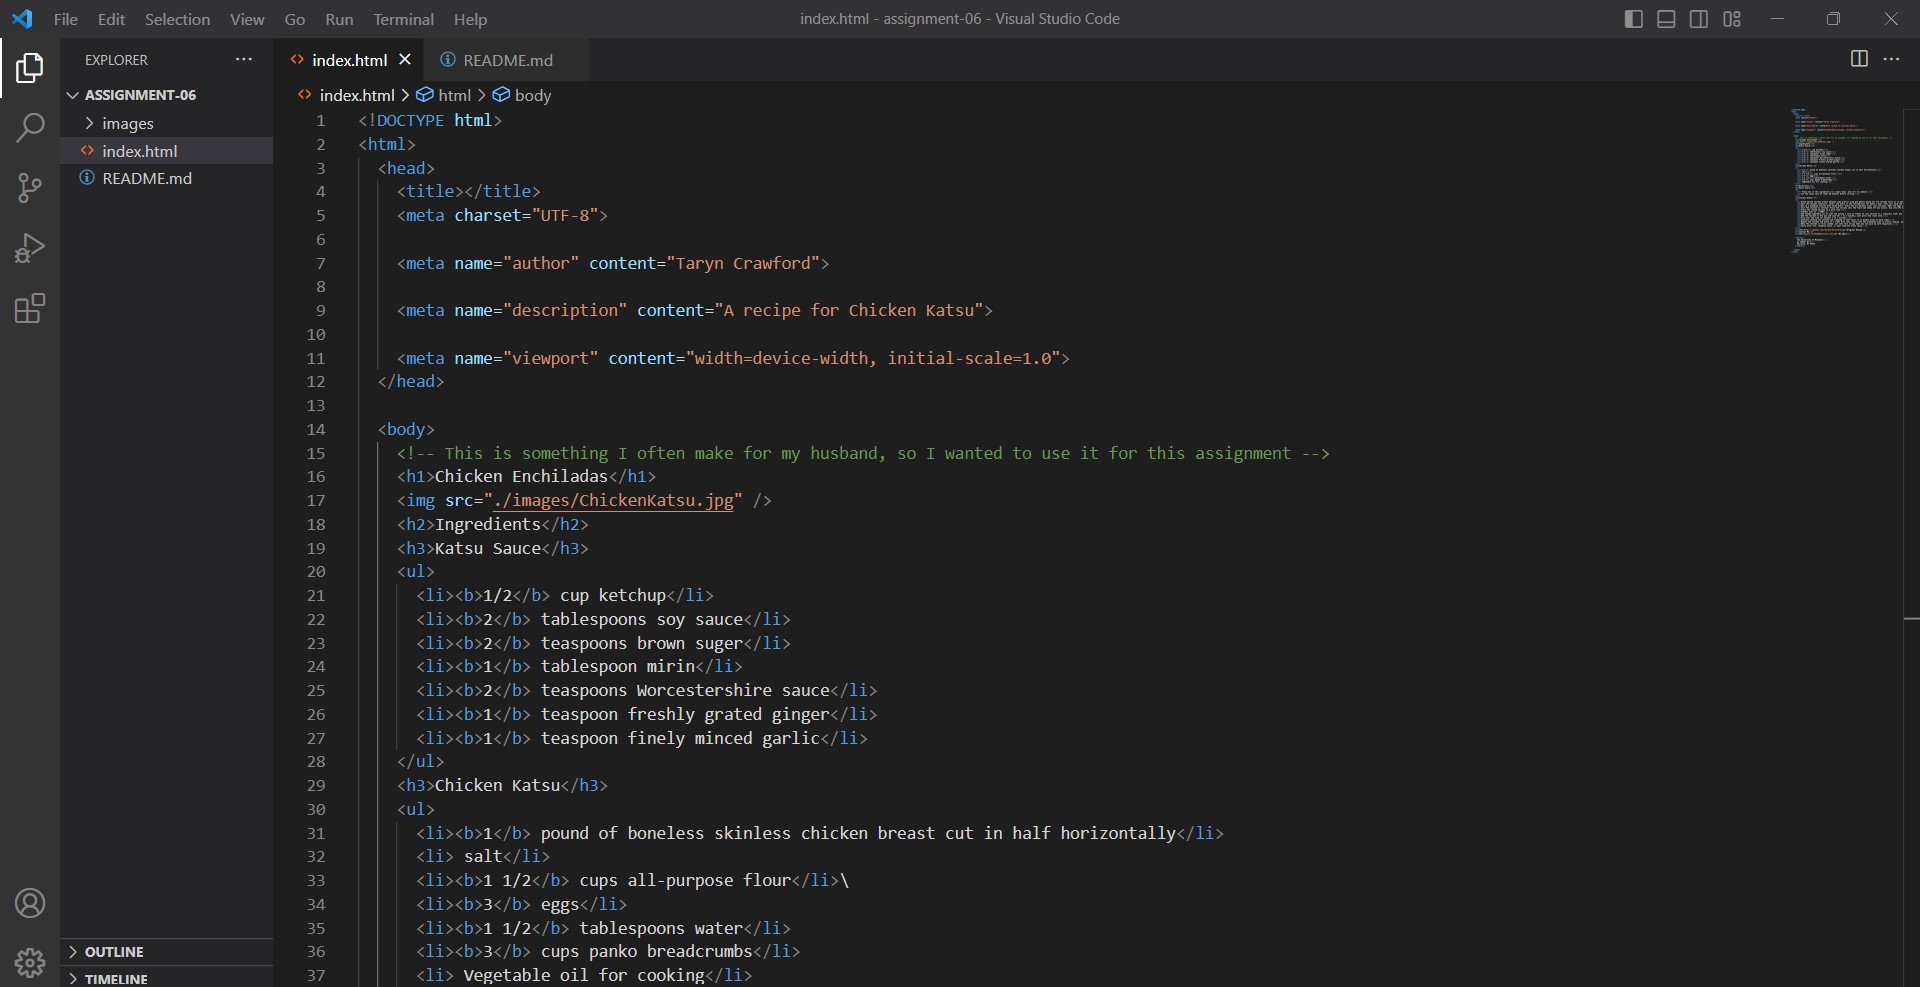 File Edit Selection View Go Run Terminal Help
index.html - assignment-06 - Visual Studio Code
EXPLORER
ASSIGNMENT-06
images
index.html
README.md
OUTLINE
TIMELINE
index.html README.md
index.html > html > body
1 <!DOCTYPE html>
2 <html>
3 <head>
4 <title></title>
5 <meta charset="UTF-8">
6
7 <meta name="author" content="Taryn Crawford">
8
9 <meta name="description" content="A recipe for Chicken Katsu">
10
11 <meta name="viewport" content="width=device-width, initial-scale=1.0">
12 </head>
13
14 <body>
15 <!-- This is something I often make for my husband, so I wanted to use it for this assignment -->
16 <h1>Chicken Enchiladas</h1>
17 <img src="./images/ChickenKatsu.jpg" />
18 <h2>Ingredients</h2>
19 <h3>Katsu Sauce</h3>
20 <ul>
21 <li><b>1/2</b> cup ketchup</li>
22 <li><b>2</b> tablespoons soy sauce</li>
23 <li><b>2</b> teaspoons brown suger</li>
24 <li><b>1</b> tablespoon mirin</li>
25 <li><b>2</b> teaspoons Worcestershire sauce</li>
26 <li><b>1</b> teaspoon freshly grated ginger</li>
27 <li><b>1</b> teaspoon finely minced garlic</li>
28 </ul>
29 <h3>Chicken Katsu</h3>
30 <ul>
31 <li><b>1</b> pound of boneless skinless chicken breast cut in half horizontally</li>
32 <li> salt</li>
33 <li><b>1 1/2</b> cups all-purpose flour</li>\
34 <li><b>3</b> eggs</li>
35 <li><b>1 1/2</b> tablespoons water</li>
36 <li><b>3</b> cups panko breadcrumbs</li>
37 <li> Vegetable oil for cooking</li>